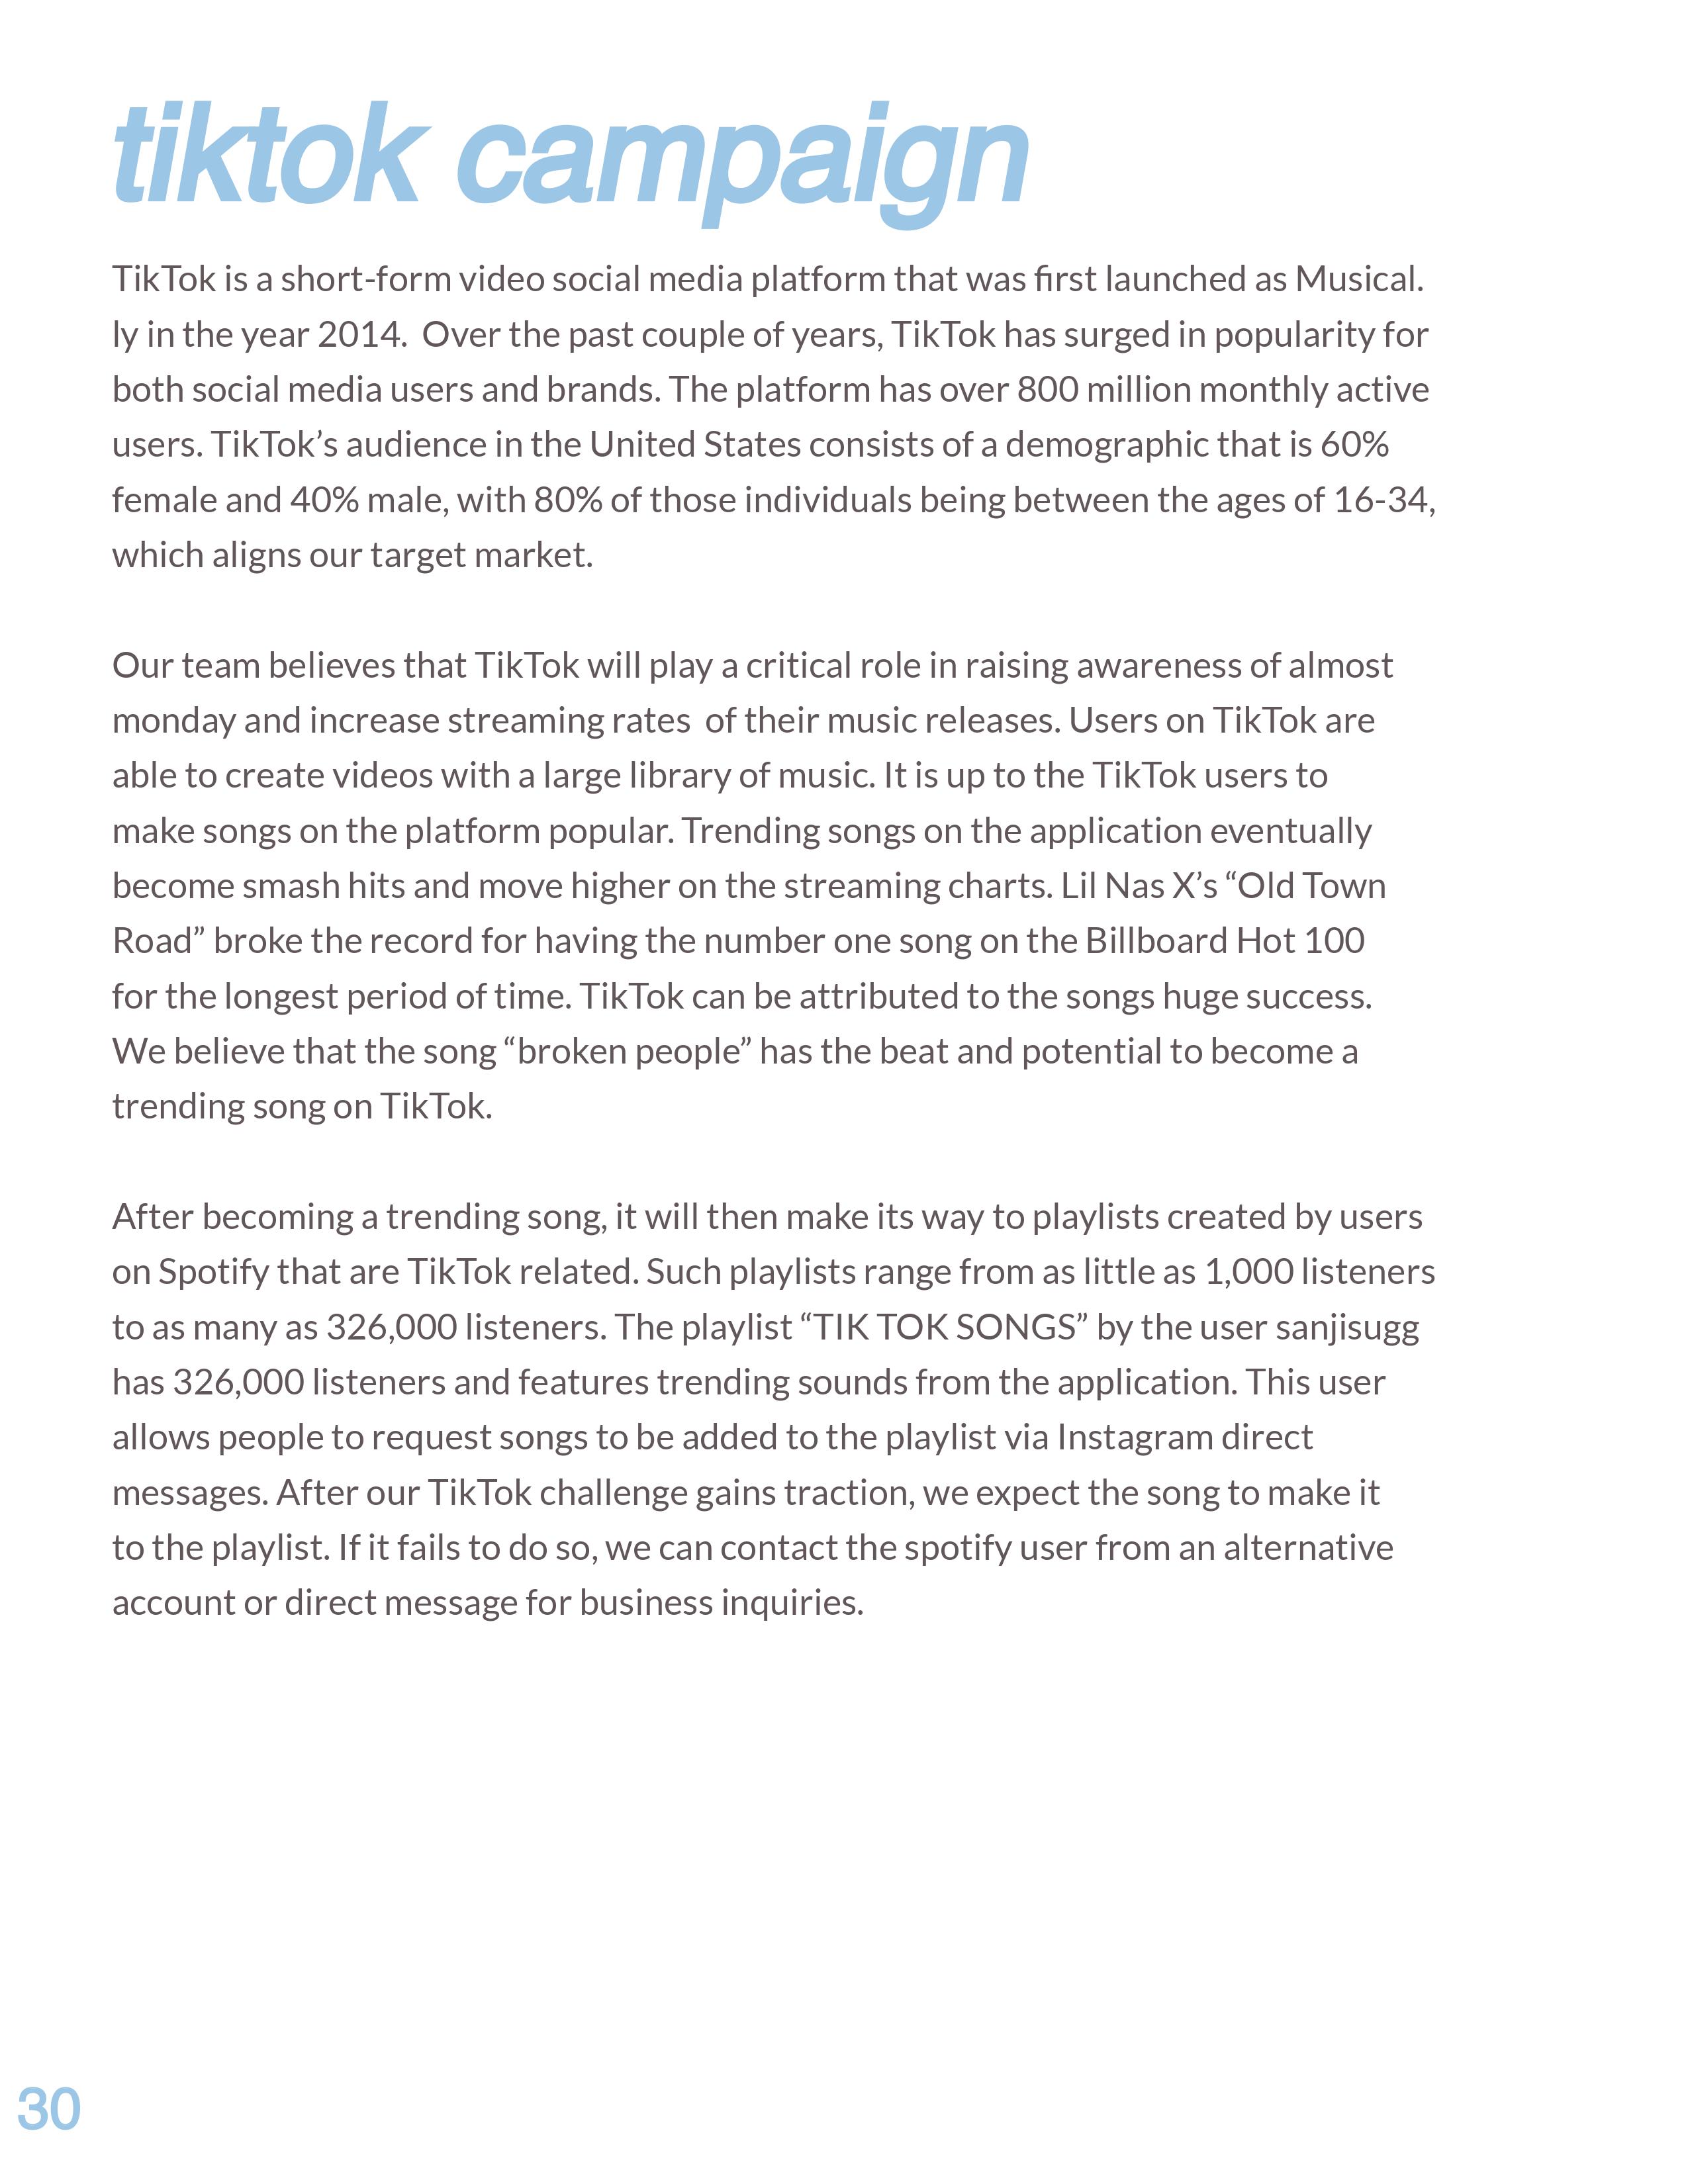 tiktok campaign
TikTok is a short-form video social media platform that was first launched as Musical.
ly in the year 2014.  Over the past couple of years, TikTok has surged in popularity for
both social media users and brands. The platform has over 800 million monthly active
users. TikTok’s audience in the United States consists of a demographic that is 60%
female and 40% male, with 80% of those individuals being between the ages of 16-34,
which aligns our target market.
Our team believes that TikTok will play a critical role in raising awareness of almost
monday and increase streaming rates  of their music releases. Users on TikTok are
able to create videos with a large library of music. It is up to the TikTok users to
make songs on the platform popular. Trending songs on the application eventually
become smash hits and move higher on the streaming charts. Lil Nas X’s “Old Town
Road” broke the record for having the number one song on the Billboard Hot 100
for the longest period of time. TikTok can be attributed to the songs huge success.
We believe that the song “broken people” has the beat and potential to become a
trending song on TikTok.
After becoming a trending song, it will then make its way to playlists created by users
on Spotify that are TikTok related. Such playlists range from as little as 1,000 listeners
to as many as 326,000 listeners. The playlist “TIK TOK SONGS” by the user sanjisugg
has 326,000 listeners and features trending sounds from the application. This user
allows people to request songs to be added to the playlist via Instagram direct
messages. After our TikTok challenge gains traction, we expect the song to make it
to the playlist. If it fails to do so, we can contact the spotify user from an alternative
account or direct message for business inquiries.
30